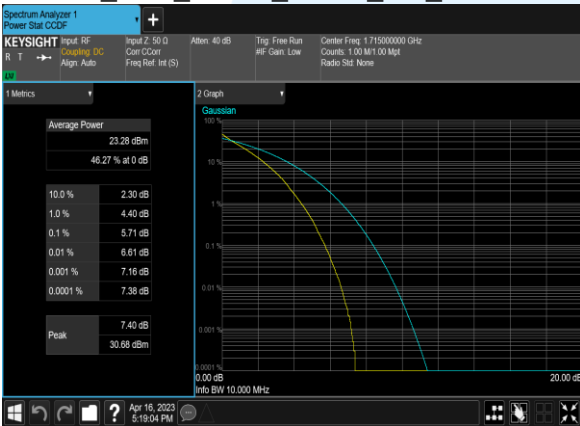 Spectrum Analyzer 1
Power Stat CCDF
+
KEYSIGHT Input: RF Input Z: 50 Ω Atten: 40 dB Trig: Free Run Center Freq: 1.715000000 GHz
R T Coupling: DC Corr CCorr #IF Gain: Low Counts: 1.00 M/1.00 Mpt
Align: Auto Freq Ref: Int (S) Radio Std: None
1 Metrics 2 Graph
Gaussian
Average Power
23.28 dBm
46.27 % at 0 dB
10.0 % 2.30 dB
1.0 % 4.40 dB
0.1 % 5.71 dB
0.01 % 6.61 dB
0.001 % 7.16 dB
0.0001 % 7.38 dB
Peak 7.40 dB
30.68 dBm
100 %
10 %
1 %
0.1 %
0.01 %
0.001 %
0.0001 %
0.00 dB 20.00 dB
Info BW 10.000 MHz
? Apr 16, 2023
5:19:04 PM